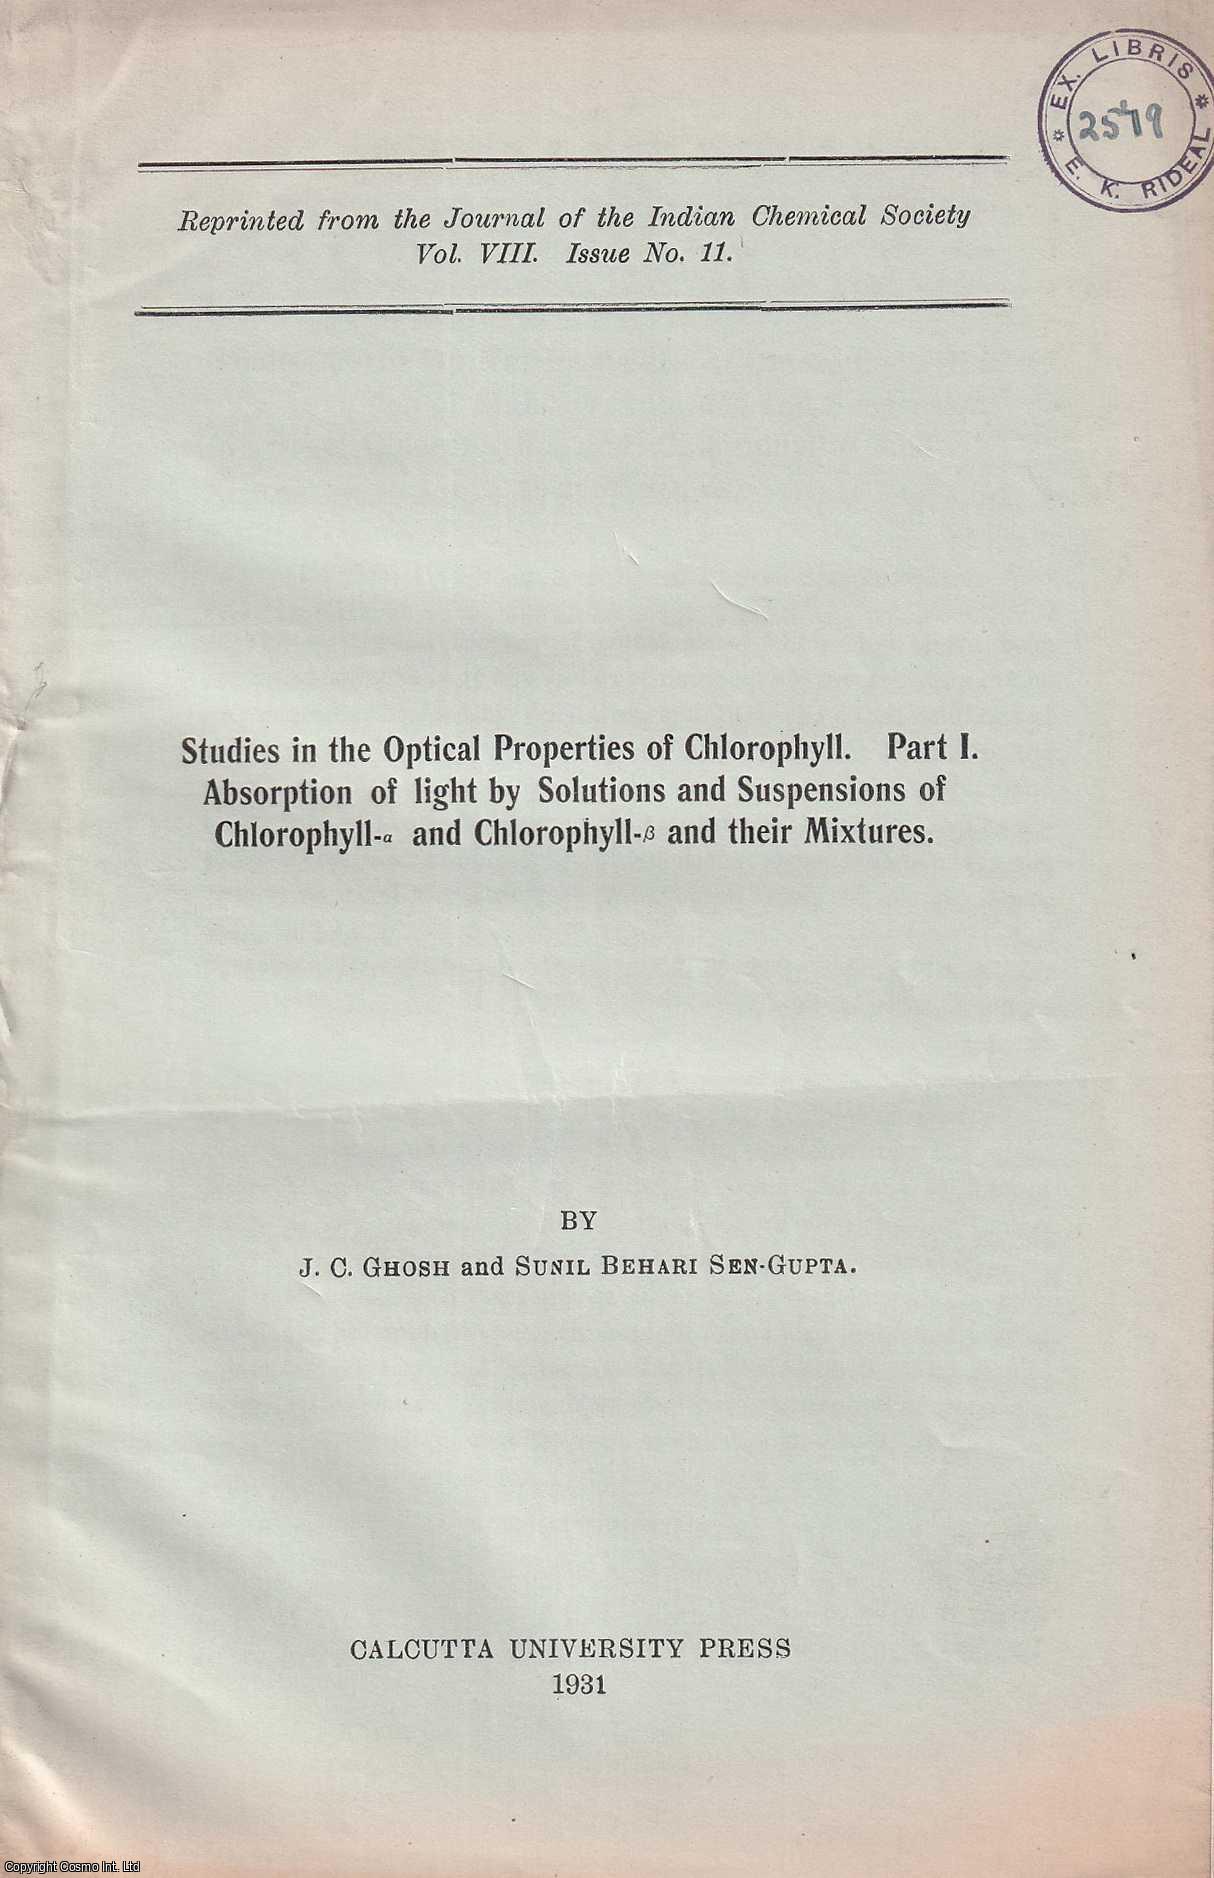 EX. LIBRIS
E. K. RIDEAL
Reprinted from the Journal of the Indian Chemical Society
Vol. VIII. Issue No. 11.
Studies in the Optical Properties of Chlorophyll. Part I.
Absorption of light by Solutions and Suspensions of
Chlorophyll-α and Chlorophyll-β and their Mixtures.
BY
J. C. GHOSH and SUNIL BEHARI SEN-GUPTA.
CALCUTTA UNIVERSITY PRESS
1931
Copyright Cosmo Int. Ltd